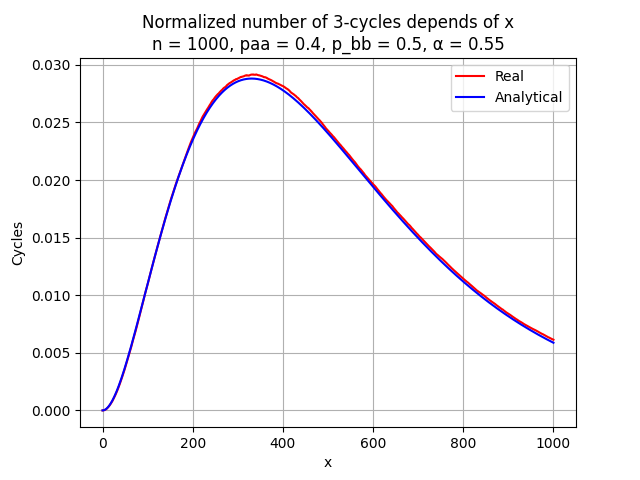 Normalized number of 3-cycles depends of x
n = 1000, paa = 0.4, p_bb = 0.5, α = 0.55
Real
Analytical
Cycles
0.030
0.025
0.020
0.015
0.010
0.005
0.000
0 200 400 600 800 1000
x